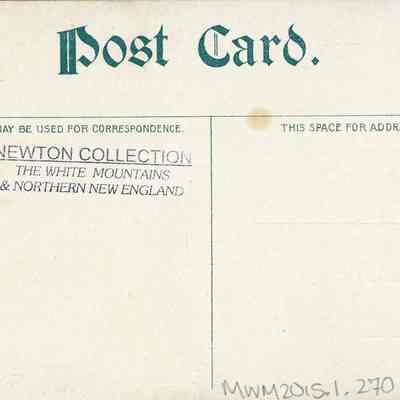 Post Card.
MAY BE USED FOR CORRESPONDENCE.
THIS SPACE FOR ADDR
NEWTON COLLECTION
THE WHITE MOUNTAINS
& NORTHERN NEW ENGLAND
MWM2015.1.270